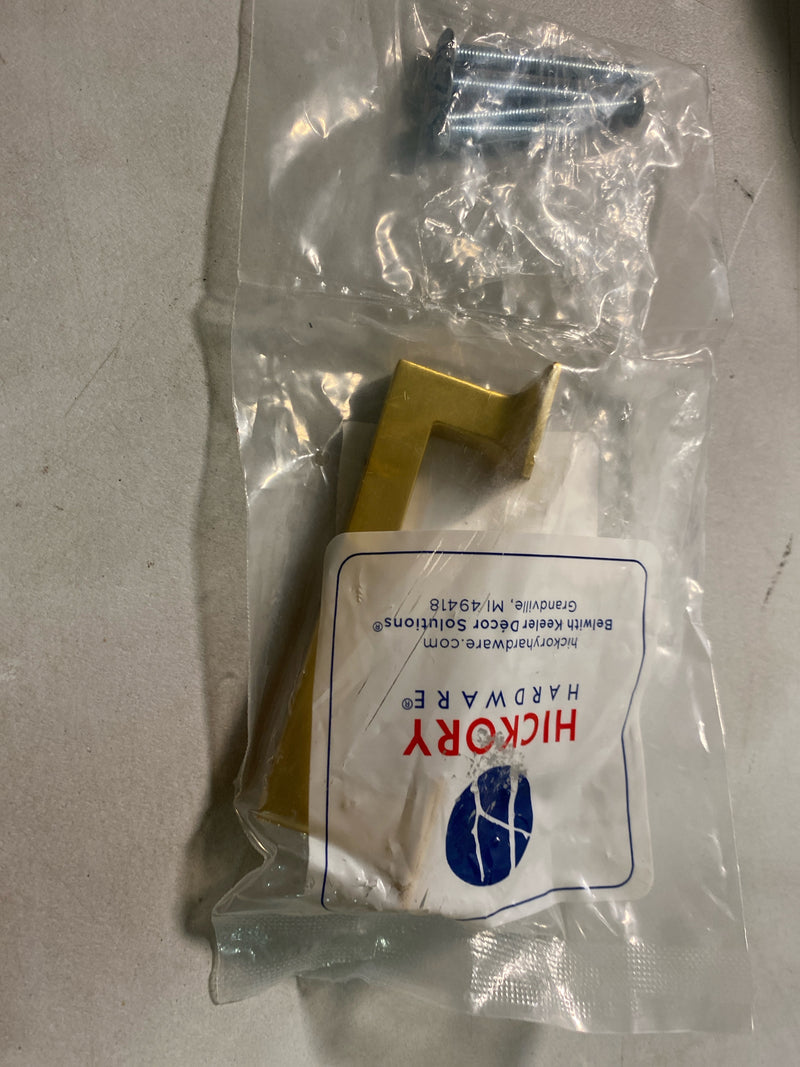 HICKORY
HARDWARE®
hickoryhardware.com
Belwith Keeler Décor Solutions®
Grandville, MI 49418